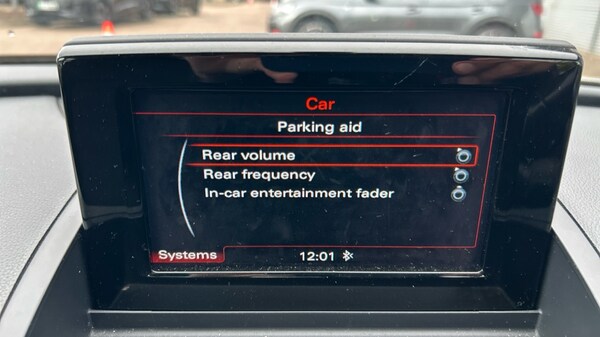 Car
Parking aid
Rear volume
Rear frequency
In-car entertainment fader
Systems
12:01